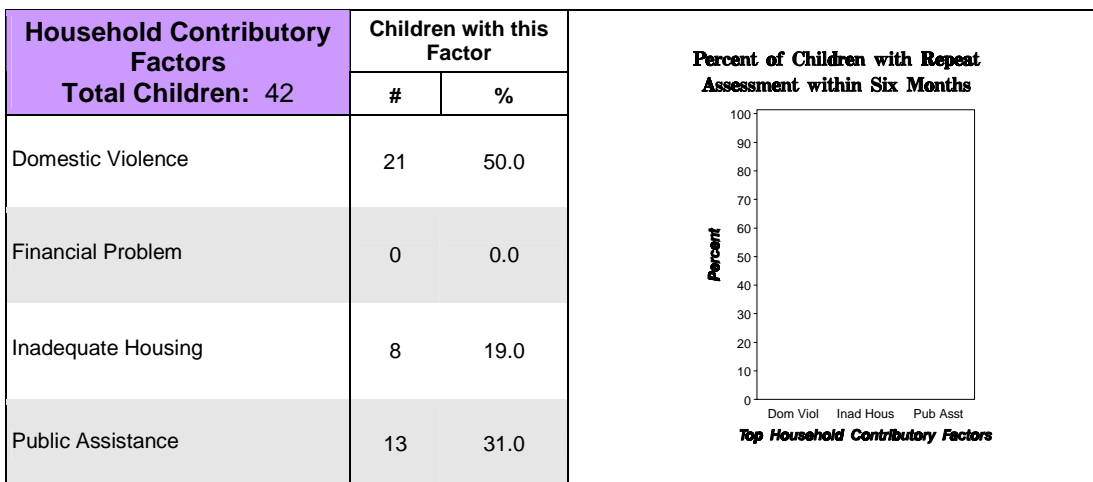 Household Contributory
Factors
Total Children: 42
Children with this
Factor
# %
Domestic Violence 21 50.0
Financial Problem 0 0.0
Inadequate Housing 8 19.0
Public Assistance 13 31.0
Percent of Children with Repeat
Assessment within Six Months
100
90
80
70
60
50
40
30
20
10
0
Percent
Dom Viol Inad Hous Pub Asst
Top Household Contributory Factors